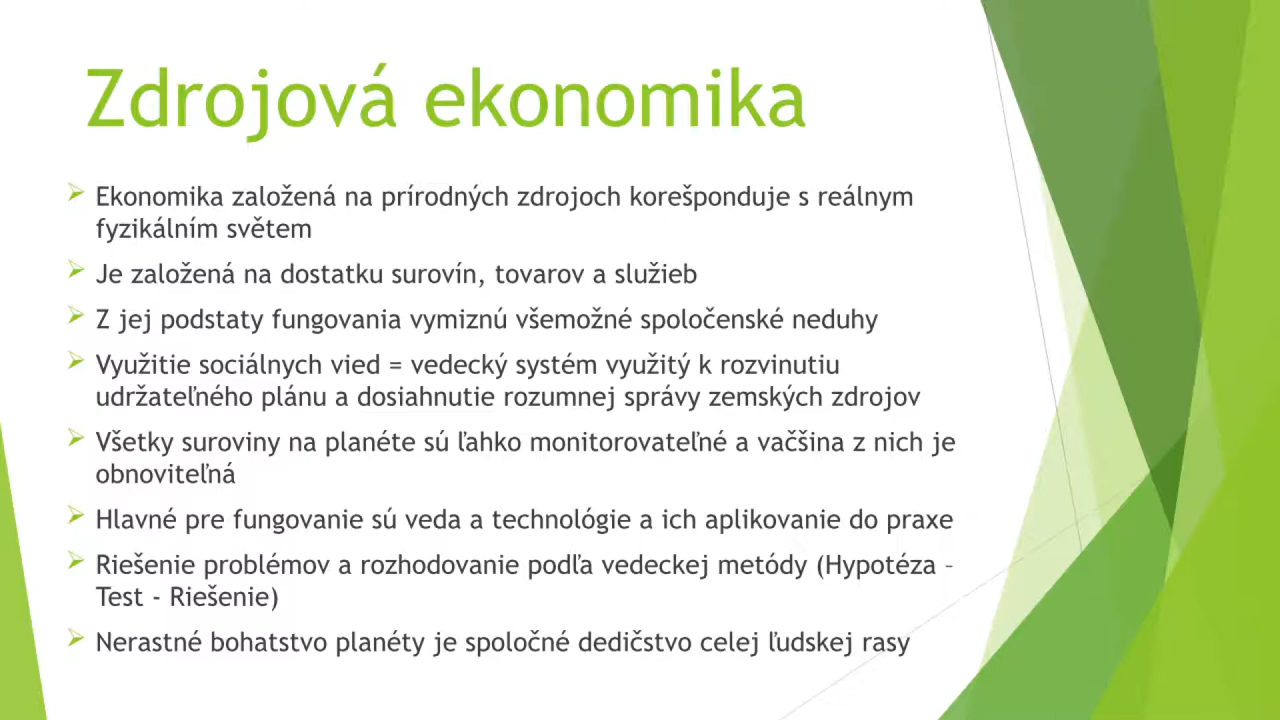 Zdrojová ekonomika
Ekonomika založená na prírodných zdrojoch korešponduje s reálnym
fyzikálním světem
Je založená na dostatku surovín, tovarov a služieb
Z jej podstaty fungovania vymiznú všemožné spoločenské neduhy
Využitie sociálnych vied = vedecký systém využitý k rozvinutiu
udržateľného plánu a dosiahnutie rozumnej správy zemských zdrojov
Všetky suroviny na planéte sú ľahko monitorovateľné a vačšina z nich je
obnoviteľná
Hlavné pre fungovanie sú veda a technológie a ich aplikovanie do praxe
Riešenie problémov a rozhodovanie podľa vedeckej metódy (Hypotéza –
Test - Riešenie)
Nerastné bohatstvo planéty je spoločné dedičstvo celej ľudskej rasy